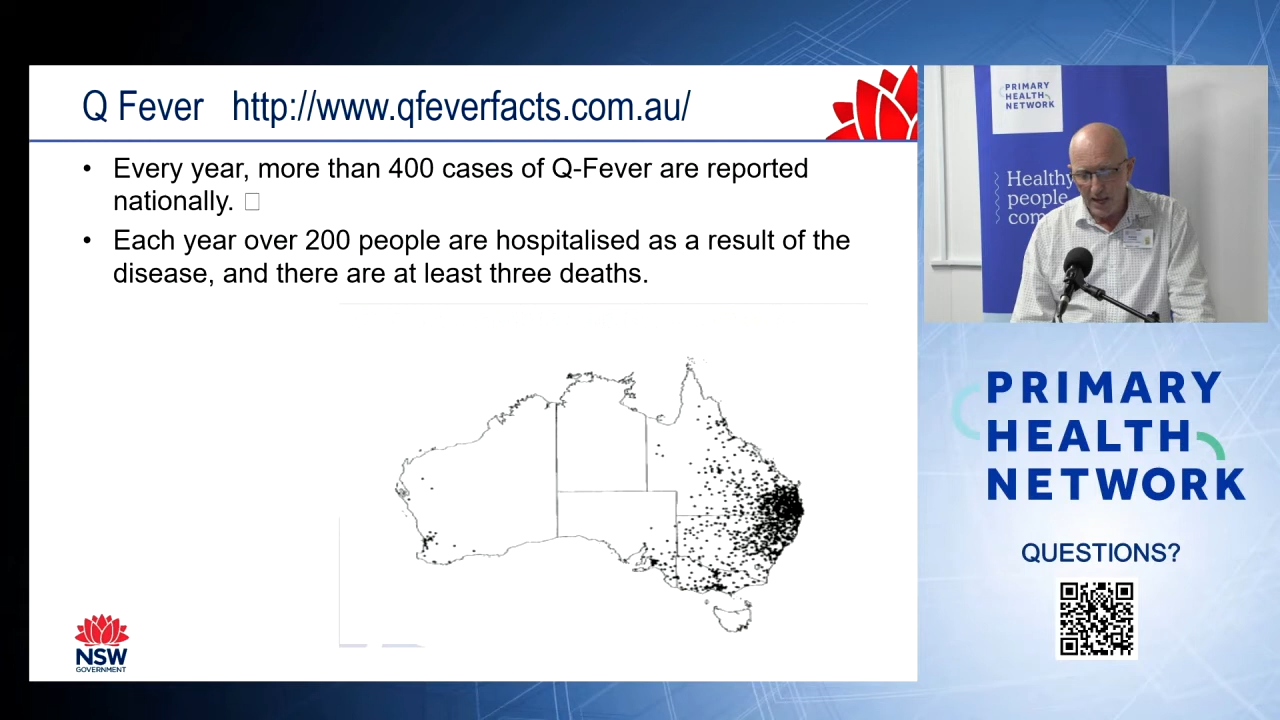 Q Fever http://www.qfeverfacts.com.au/
• Every year, more than 400 cases of Q-Fever are reported
nationally. □
• Each year over 200 people are hospitalised as a result of the
disease, and there are at least three deaths.
NSW
GOVERNMENT
PRIMARY
HEALTH
NETWORK
Healthy
people
com
PRIMARY
HEALTH
NETWORK
QUESTIONS?